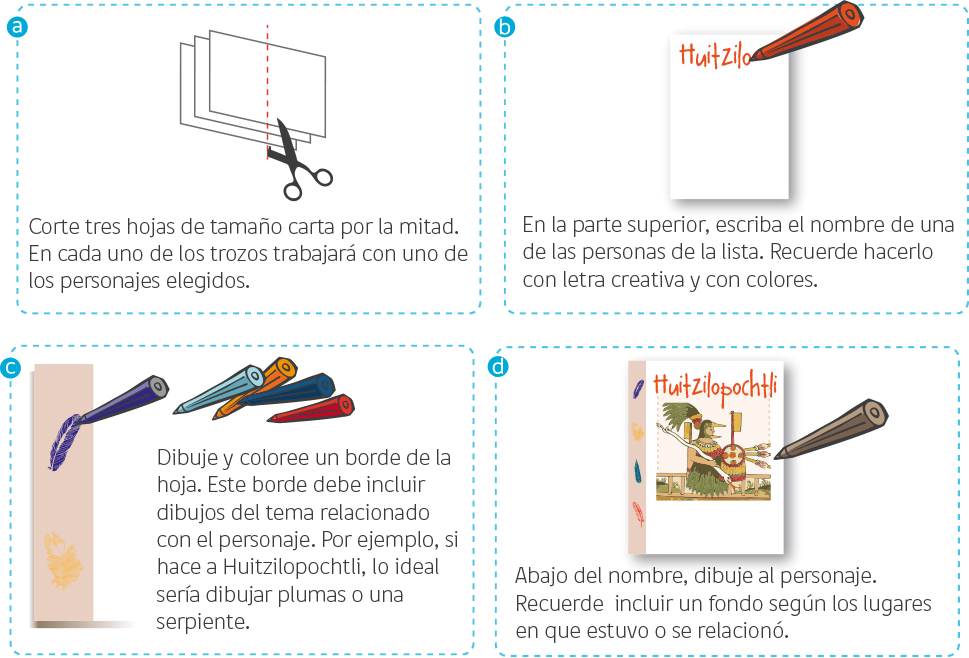 a
Corte tres hojas de tamaño carta por la mitad.
En cada uno de los trozos trabajará con uno de
los personajes elegidos.
b
Huitzilo
En la parte superior, escriba el nombre de una
de las personas de la lista. Recuerde hacerlo
con letra creativa y con colores.
c
Dibuje y coloree un borde de la
hoja. Este borde debe incluir
dibujos del tema relacionado
con el personaje. Por ejemplo, si
hace a Huitzilopochtli, lo ideal
sería dibujar plumas o una
serpiente.
d
Huitzilopochtli
Abajo del nombre, dibuje al personaje.
Recuerde incluir un fondo según los lugares
en que estuvo o se relacionó.